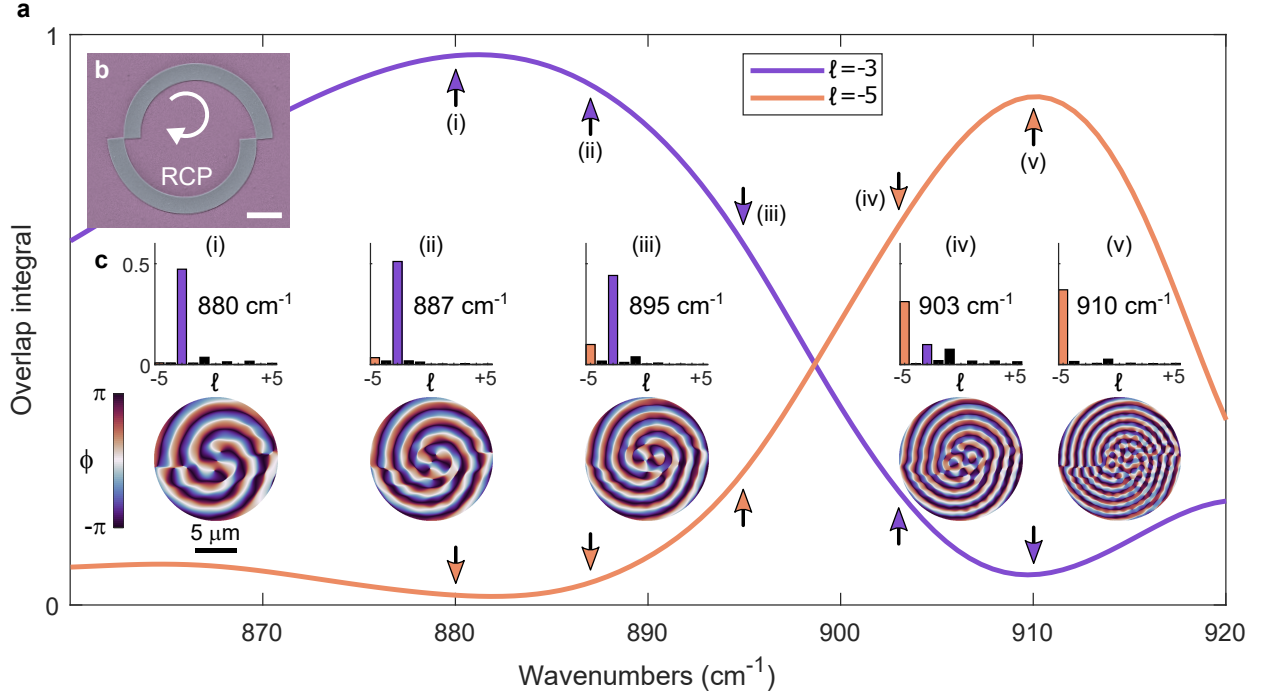 a
1
Overlap integral
0
b
RCP
(i)
(ii)
(iii)
(iv)
(v)
ℓ=-3
ℓ=-5
c
(i)
(ii)
(iii)
(iv)
(v)
0.5
0
880 cm-1
887 cm-1
895 cm-1
903 cm-1
910 cm-1
-5 ℓ +5
-5 ℓ +5
-5 ℓ +5
-5 ℓ +5
-5 ℓ +5
π
ϕ
-π
5 μm
870 880 890 900 910 920
Wavenumbers (cm-1)